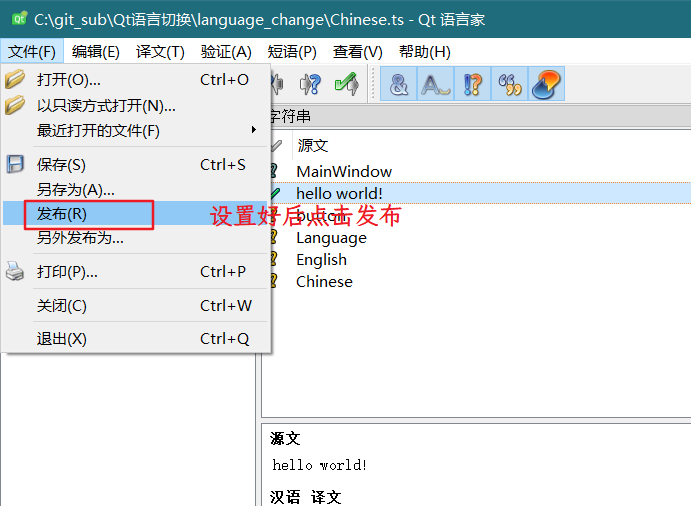 C:\git_sub\Qt语言切换\language_change\Chinese.ts - Qt 语言家
文件(F) 编辑(E) 译文(T) 验证(A) 短语(P) 查看(V) 帮助(H)
打开(O)... Ctrl+O
以只读方式打开(N)...
最近打开的文件(F)
保存(S) Ctrl+S
另存为(A)...
发布(R)
另外发布为...
打印(P)... Ctrl+P
关闭(C) Ctrl+W
退出(X) Ctrl+Q
设置好后点击发布
字符串
源文
MainWindow
hello world!
button
Language
English
Chinese
源文
hello world!
汉语 译文